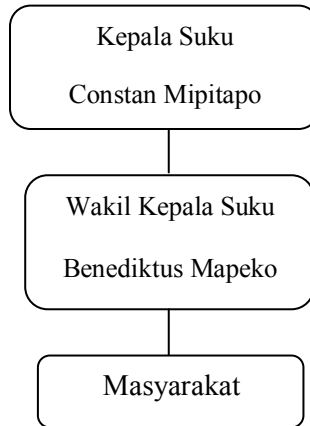 Kepala Suku
Constan Mipitapo
Wakil Kepala Suku
Benediktus Mapeko
Masyarakat